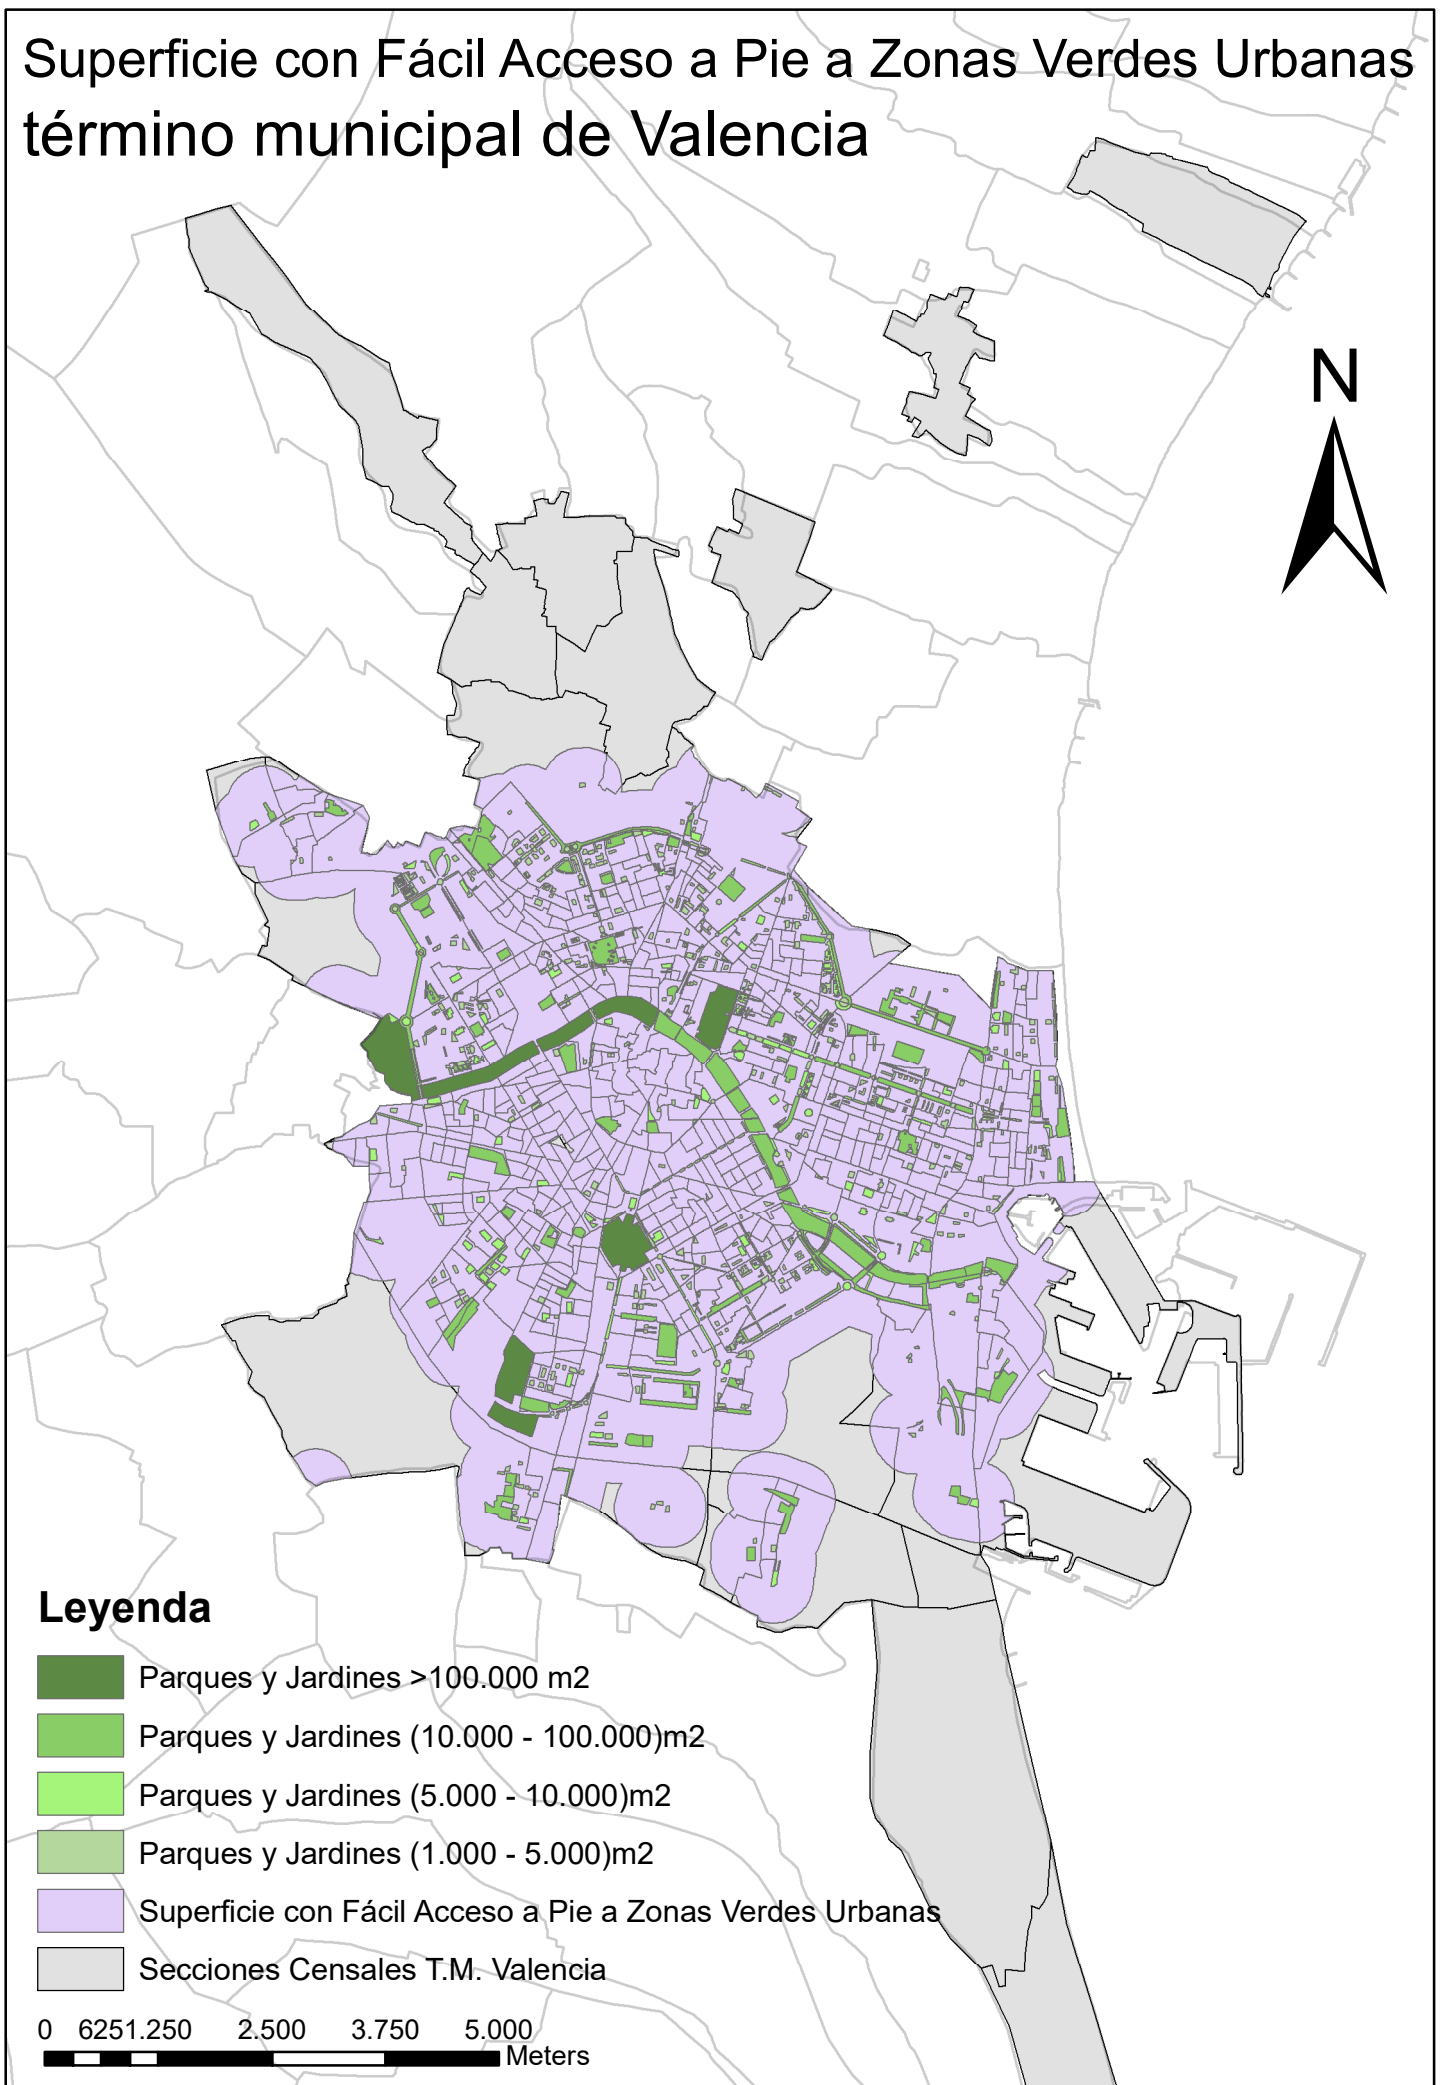 Superficie con Fácil Acceso a Pie a Zonas Verdes Urbanas
término municipal de Valencia
N
Leyenda
Parques y Jardines >100.000 m2
Parques y Jardines (10.000 - 100.000)m2
Parques y Jardines (5.000 - 10.000)m2
Parques y Jardines (1.000 - 5.000)m2
Superficie con Fácil Acceso a Pie a Zonas Verdes Urbanas
Secciones Censales T.M. Valencia
0 6251.250 2.500 3.750 5.000
Meters